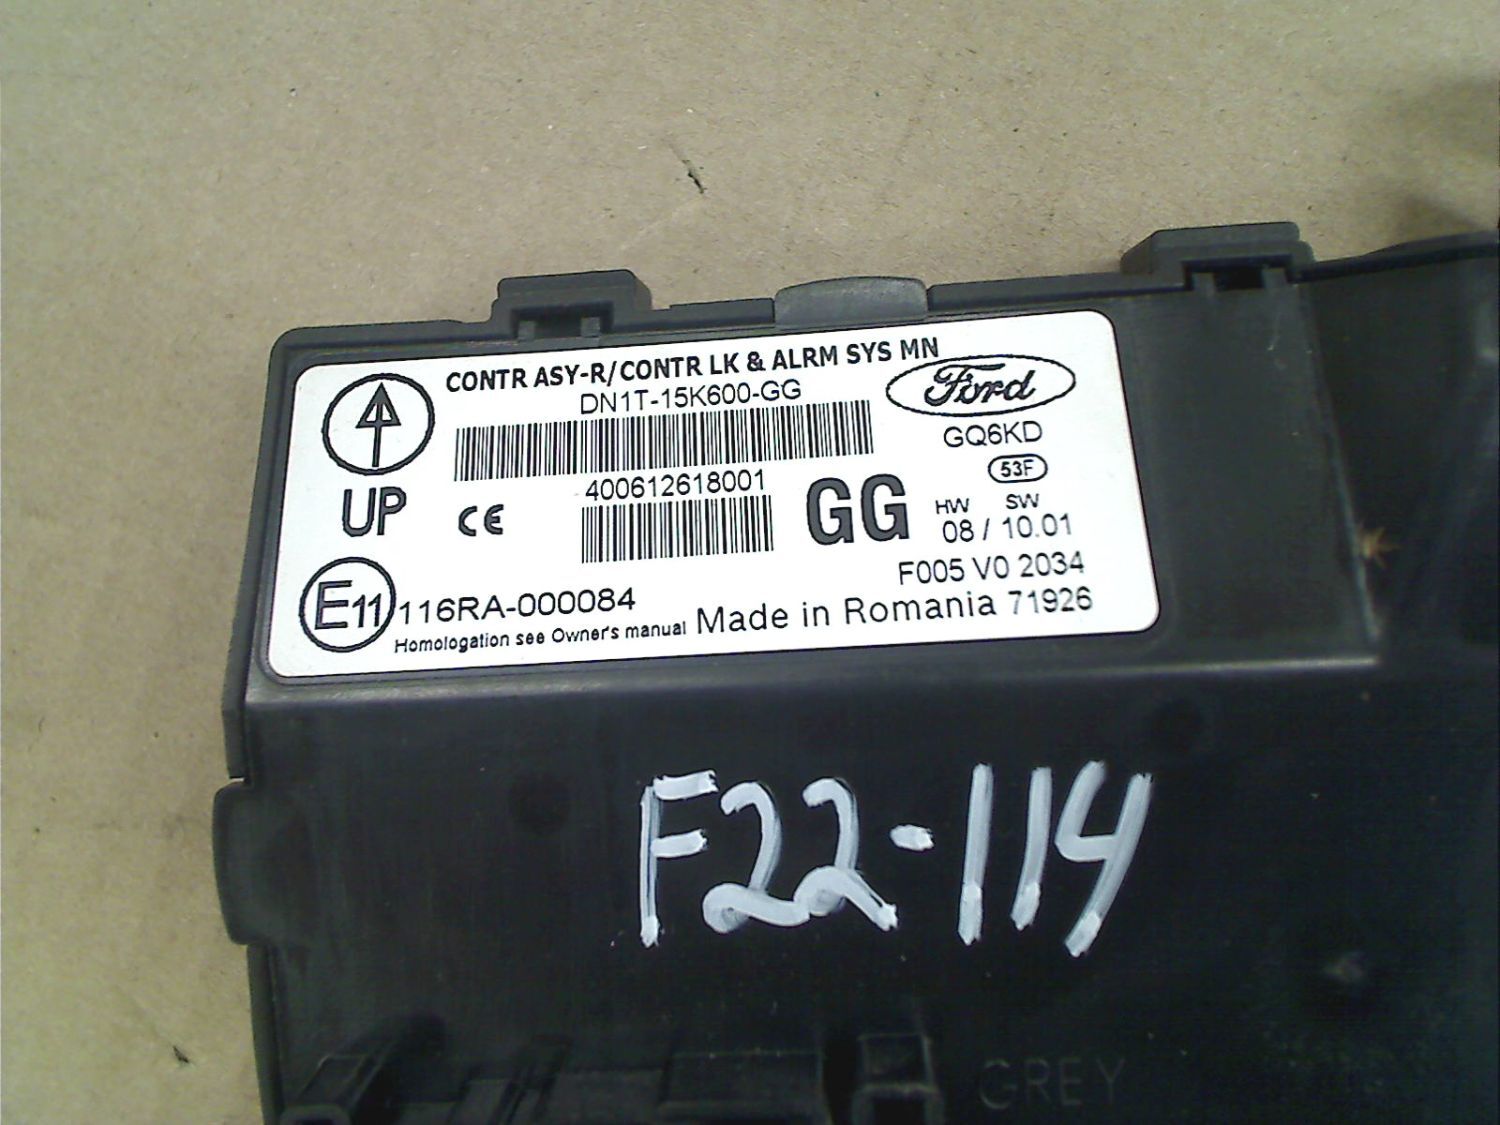 CONTR ASY-R/CONTR LK & ALRM SYS MN
DN1T-15K600-GG
Ford
GQ6KD
53F
400612618001
UP
CE
GG
HW SW
08 / 10.01
F005 V0 2034
E11 116RA-000084
Homologation see Owner's manual
Made in Romania 71926
F22-114
GREY